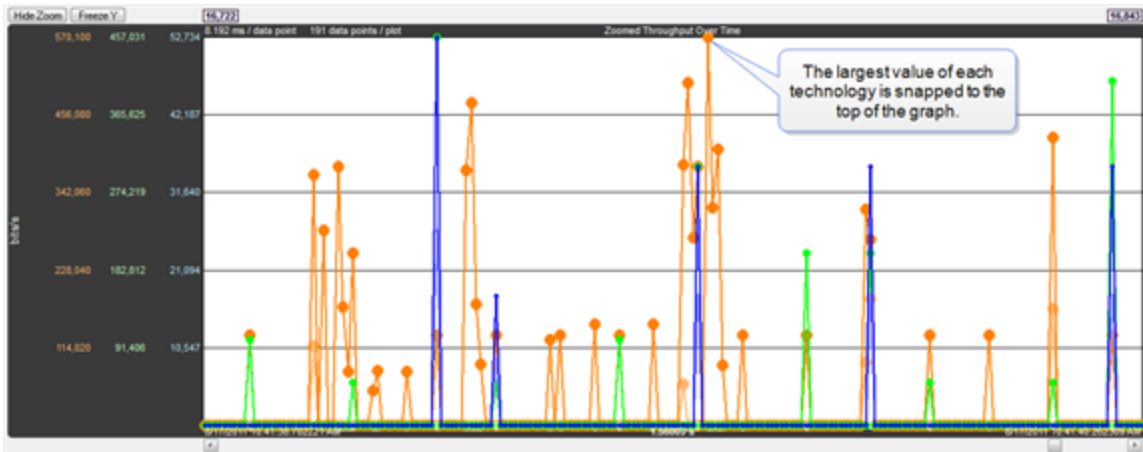 Hide Zoom Freeze Y 16,722 16,843
570,100 457,031 52,734 8.192 ms / data point 191 data points / plot Zoomed Throughput Over Time
The largest value of each
technology is snapped to the
top of the graph.
456,080 365,625 42,187
342,060 274,219 31,640
bits/s
228,040 182,812 21,094
114,020 91,406 10,547